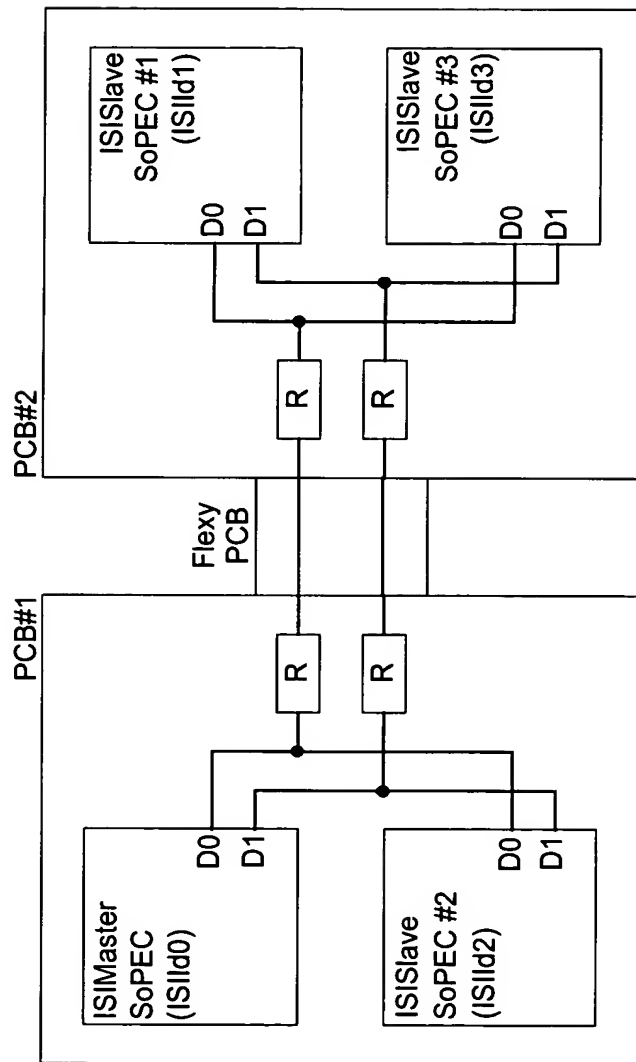 PCB#1
ISIMaster
SoPEC
(ISIId0)
D0
D1
ISISlave
SoPEC #2
(ISIId2)
D0
D1
R
R
Flexy
PCB
PCB#2
R
R
ISISlave
SoPEC #1
(ISIId1)
D0
D1
ISISlave
SoPEC #3
(ISIId3)
D0
D1